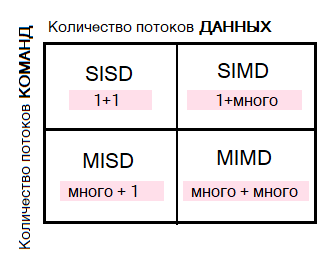 Количество потоков ДАННЫХ
Количество потоков КОМАНД
SISD
1+1
SIMD
1+много
MISD
много + 1
MIMD
много + много